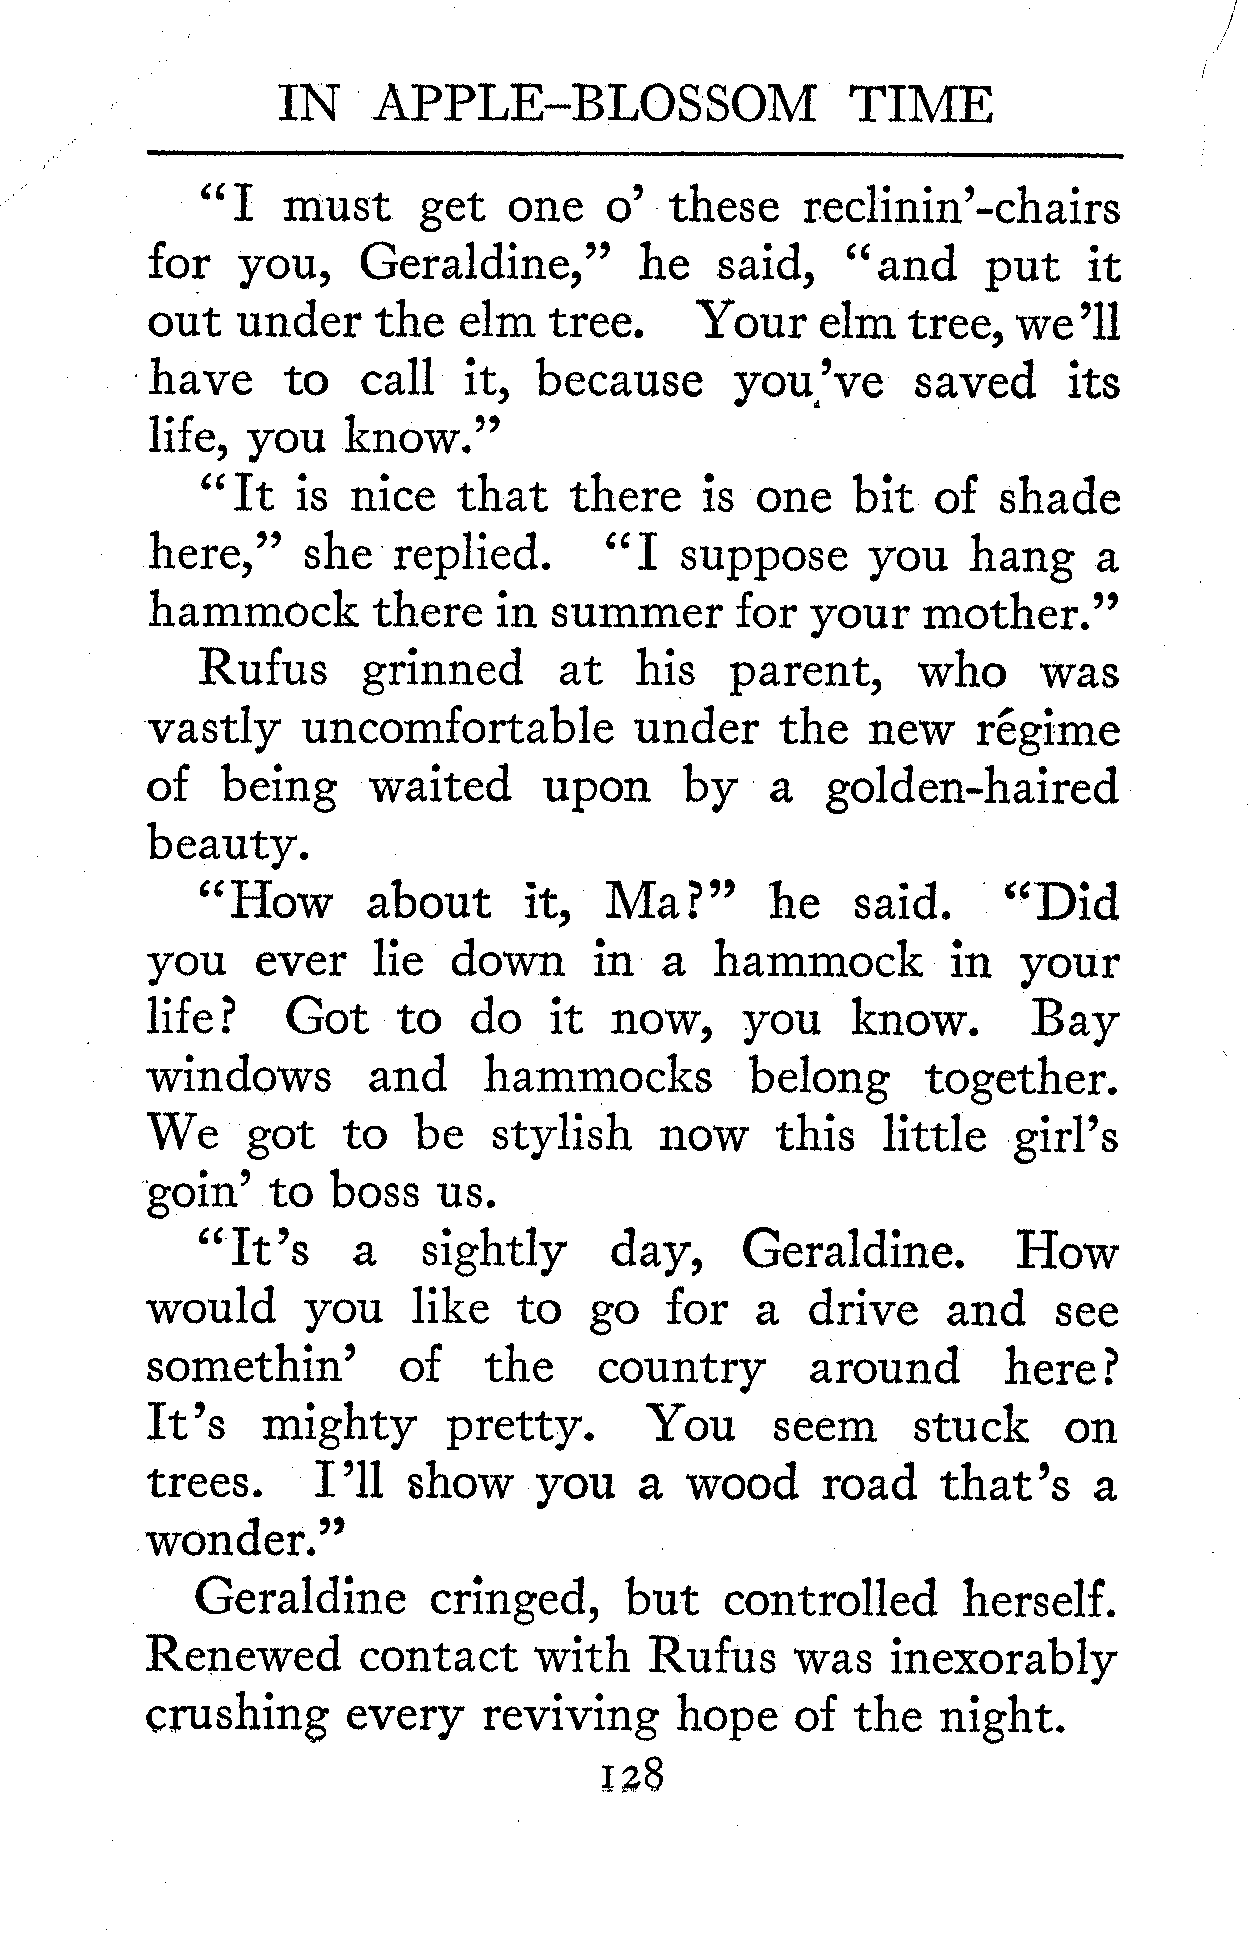 IN APPLE-BLOSSOM TIME
“I must get one o’ these reclinin’-chairs
for you, Geraldine,” he said, “and put it
out under the elm tree. Your elm tree, we’ll
have to call it, because you’ve saved its
life, you know.”
“It is nice that there is one bit of shade
here,” she replied. “I suppose you hang a
hammock there in summer for your mother.”
Rufus grinned at his parent, who was
vastly uncomfortable under the new régime
of being waited upon by a golden-haired
beauty.
“How about it, Ma?” he said. “Did
you ever lie down in a hammock in your
life? Got to do it now, you know. Bay
windows and hammocks belong together.
We got to be stylish now this little girl’s
goin’ to boss us.
“It’s a sightly day, Geraldine. How
would you like to go for a drive and see
somethin’ of the country around here?
It’s mighty pretty. You seem stuck on
trees. I’ll show you a wood road that’s a
wonder.”
Geraldine cringed, but controlled herself.
Renewed contact with Rufus was inexorably
crushing every reviving hope of the night.
128